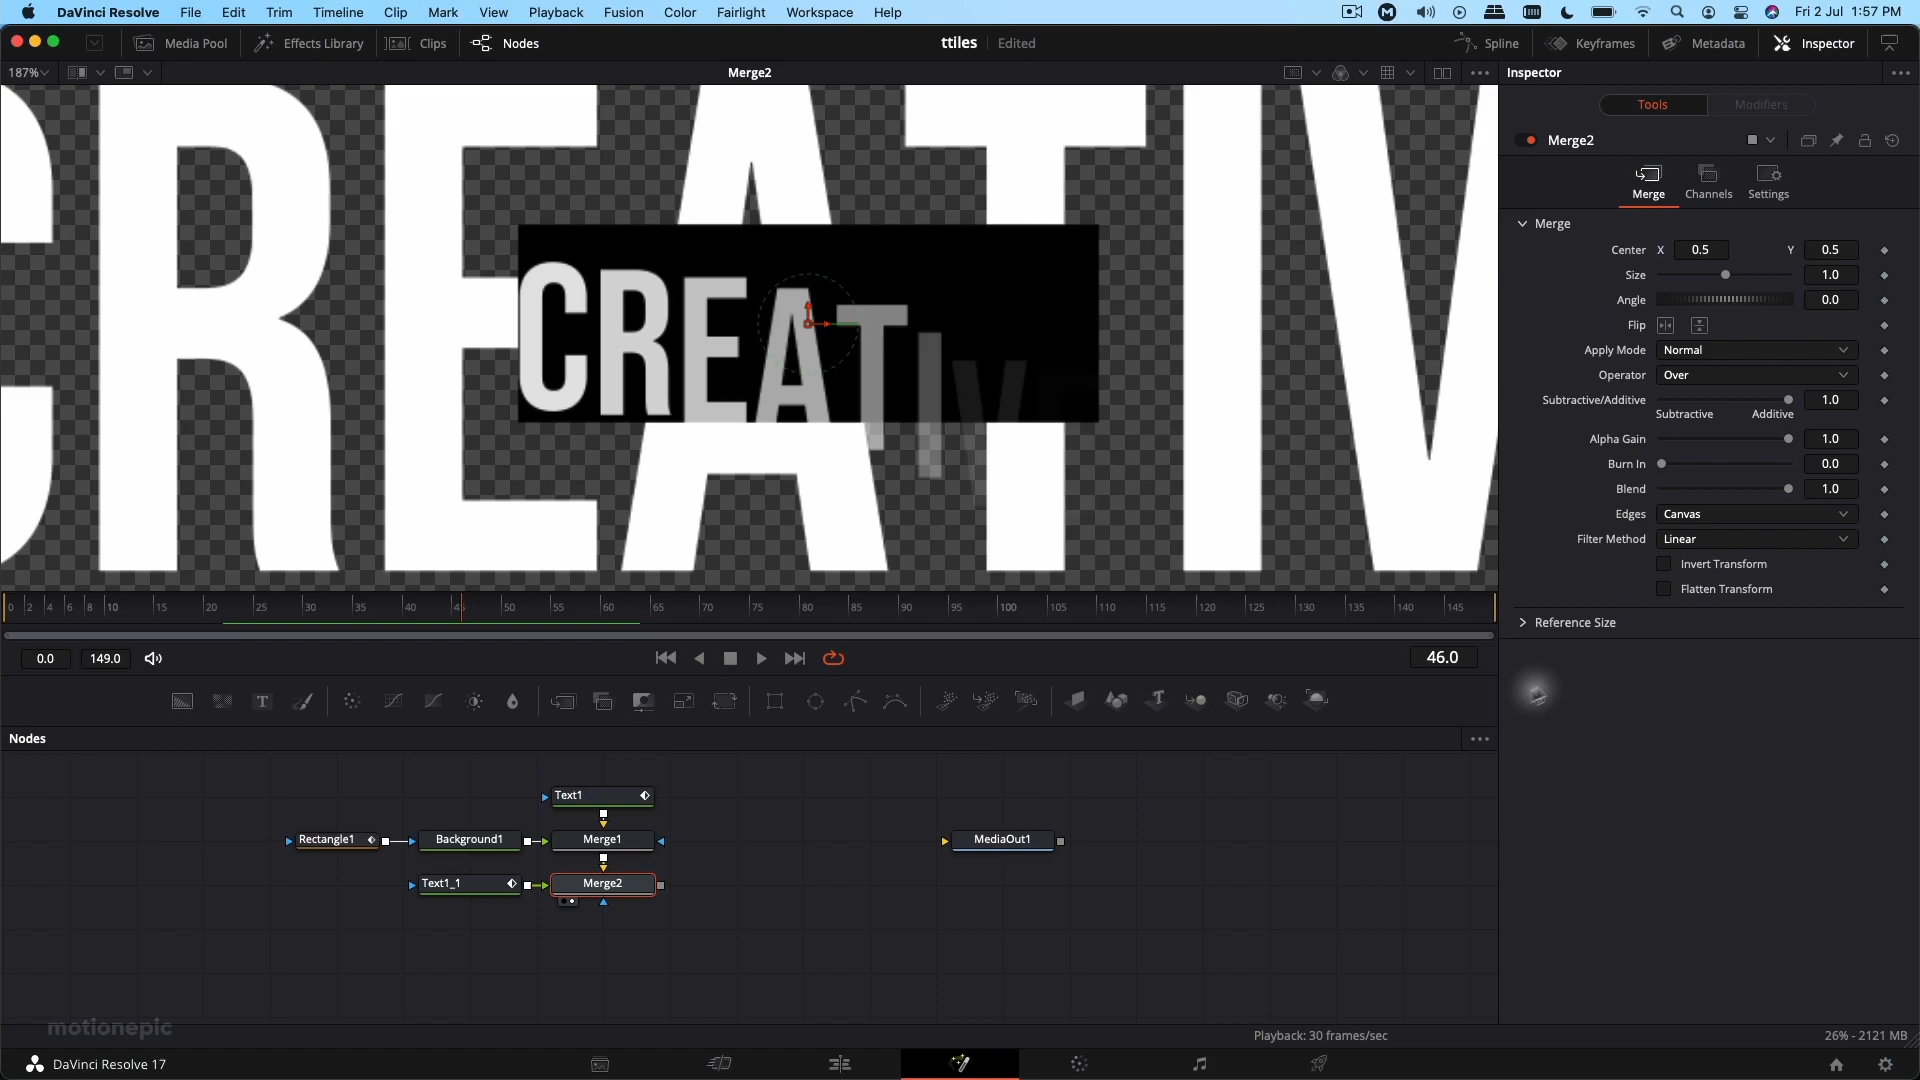 DaVinci Resolve File Edit Trim Timeline Clip Mark View Playback Fusion Color Fairlight Workspace Help Fri 2 Jul 1:57 PM
Media Pool Effects Library Clips Nodes ttiles Edited Spline Keyframes Metadata Inspector
187% Merge2 Inspector
Tools Modifiers
Merge2
Merge Channels Settings
Merge
Center X 0.5 Y 0.5
Size 1.0
Angle 0.0
Flip
Apply Mode Normal
Operator Over
Subtractive/Additive 1.0
Subtractive Additive
Alpha Gain 1.0
Burn In 0.0
Blend 1.0
Edges Canvas
Filter Method Linear
Invert Transform
Flatten Transform
Reference Size
CREATIV
CREATIV
0 2 4 6 8 10 15 20 25 30 35 40 45 50 55 60 65 70 75 80 85 90 95 100 105 110 115 120 125 130 135 140 145
0.0 149.0 46.0
Nodes
Text1
Rectangle1 Background1 Merge1 MediaOut1
Text1_1 Merge2
motionepic
Playback: 30 frames/sec 26% - 2121 MB
DaVinci Resolve 17